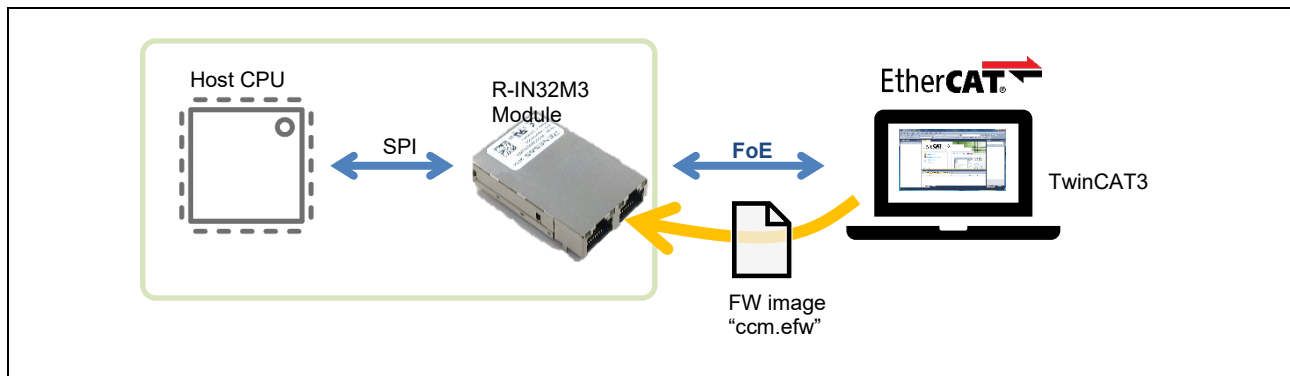 Host CPU
SPI
R-IN32M3
Module
FoE
EtherCAT®
TwinCAT3
FW image
“ccm.efw”